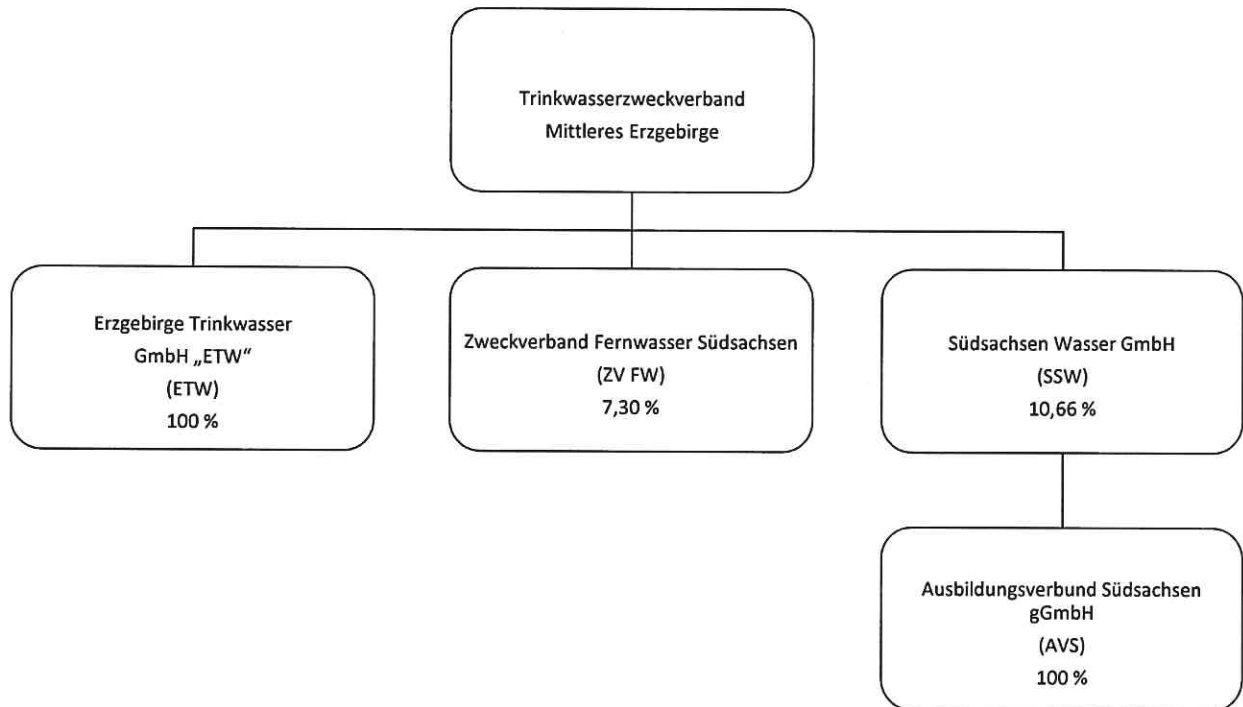 Trinkwasserzweckverband
Mittleres Erzgebirge
Erzgebirge Trinkwasser
GmbH „ETW“
(ETW)
100 %
Zweckverband Fernwasser Südsachsen
(ZV FW)
7,30 %
Südsachsen Wasser GmbH
(SSW)
10,66 %
Ausbildungsverbund Südsachsen
gGmbH
(AVS)
100 %